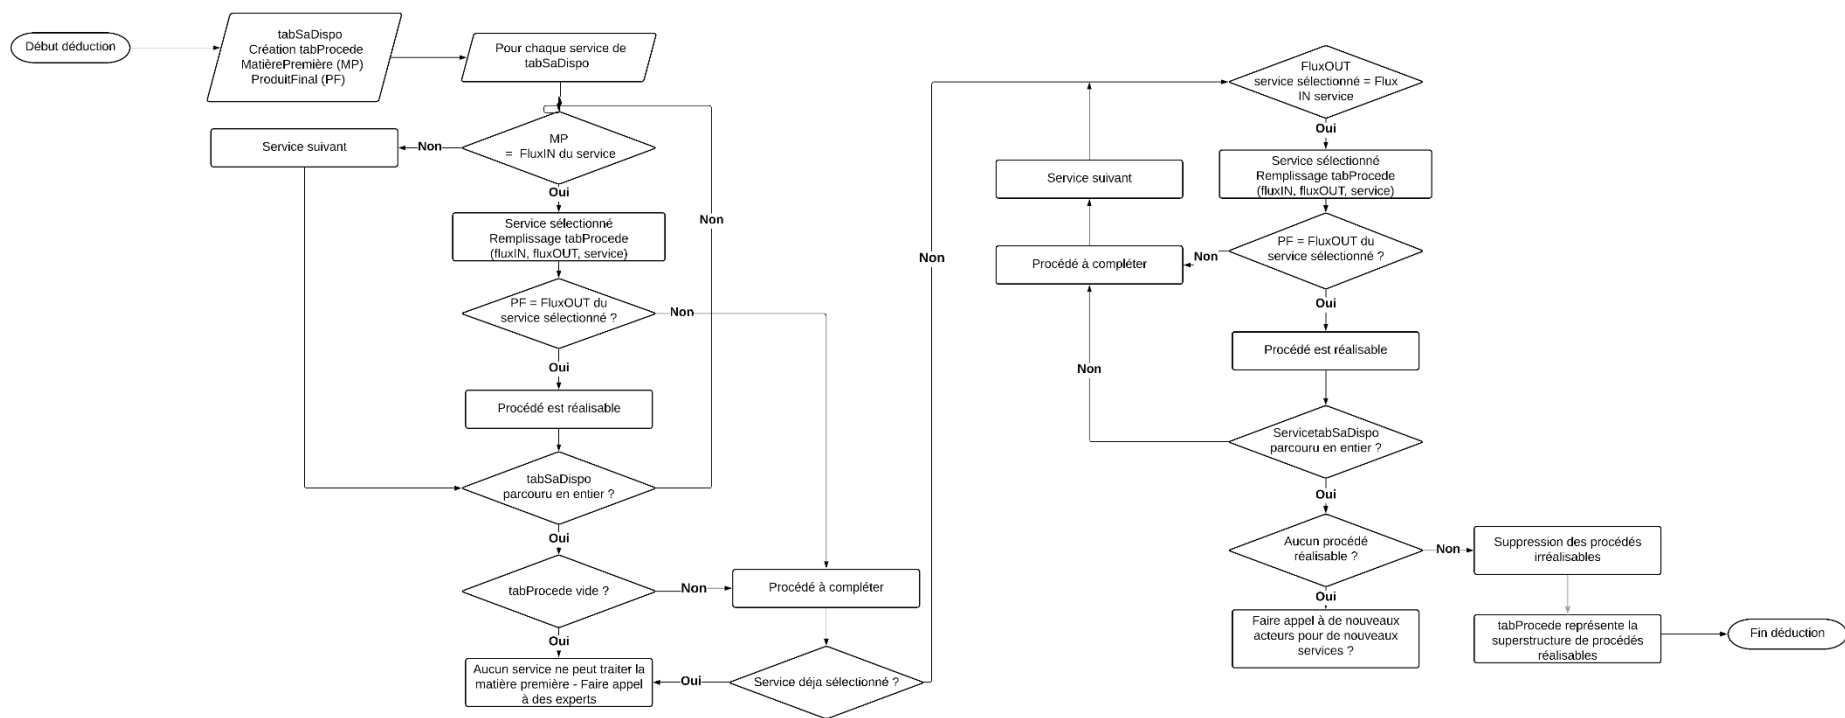 Début déduction
tabSaDispo
Création tabProcede
MatièrePremière (MP)
ProduitFinal (PF)
Pour chaque service de
tabSaDispo
MP
= FluxIN du service
Non
Service suivant
Oui
Service sélectionné
Remplissage tabProcede
(fluxIN, fluxOUT, service)
PF = FluxOUT du
service sélectionné ?
Non
Oui
Procédé est réalisable
tabSaDispo
parcouru en entier ?
Non
Oui
tabProcede vide ?
Non
Procédé à compléter
Oui
Aucun service ne peut traiter la
matière première - Faire appel
à des experts
Oui
Service déja sélectionné ?
Non
FluxOUT
service sélectionné = Flux
IN service
Oui
Service sélectionné
Remplissage tabProcede
(fluxIN, fluxOUT, service)
Service suivant
PF = FluxOUT du
service sélectionné ?
Non
Procédé à compléter
Oui
Procédé est réalisable
Non
ServicetabSaDispo
parcouru en entier ?
Oui
Aucun procédé
réalisable ?
Non
Suppression des procédés
irréalisables
Oui
Faire appel à de nouveaux
acteurs pour de nouveaux
services ?
tabProcede représente la
superstructure de procédés
réalisables
Fin déduction